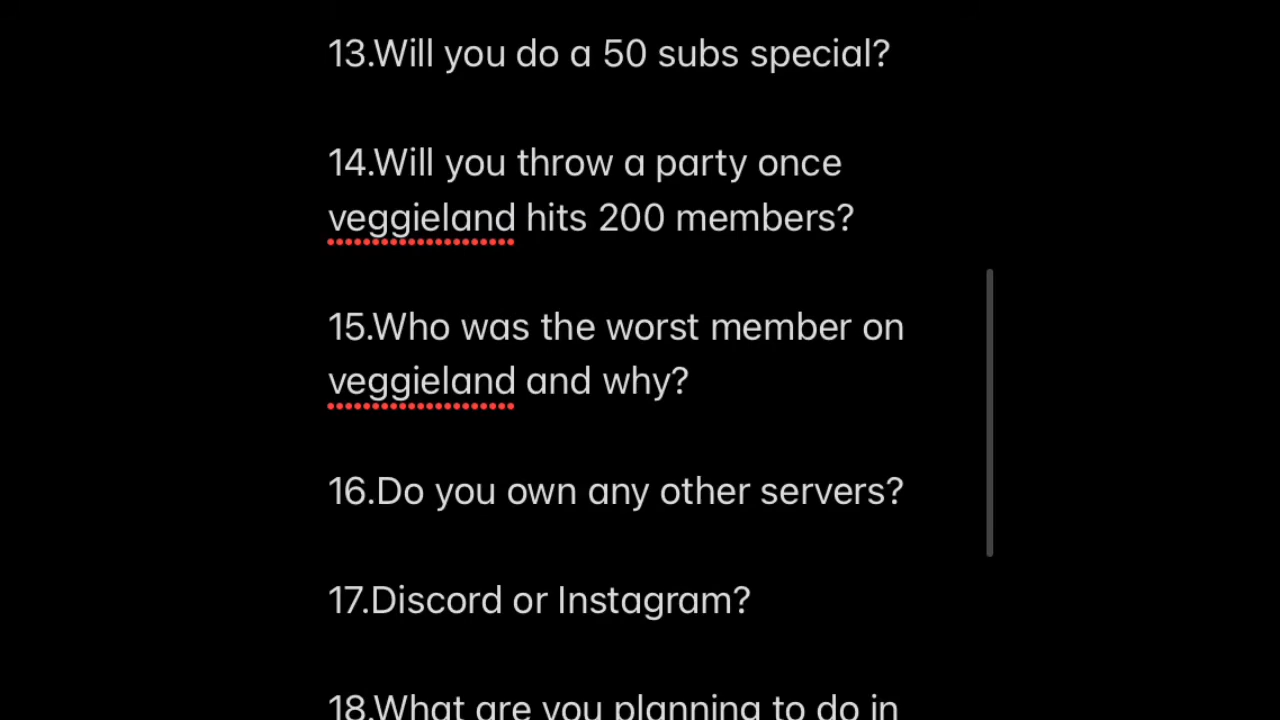 13.Will you do a 50 subs special?
14.Will you throw a party once
veggieland hits 200 members?
15.Who was the worst member on
veggieland and why?
16.Do you own any other servers?
17.Discord or Instagram?
18.What are you planning to do in